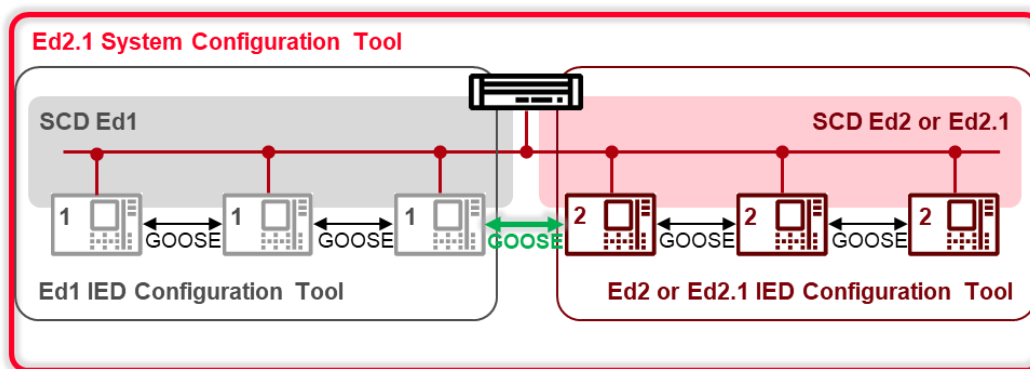 Ed2.1 System Configuration Tool
SCD Ed1
SCD Ed2 or Ed2.1
1
1
1
2
2
2
GOOSE
GOOSE
GOOSE
GOOSE
GOOSE
Ed1 IED Configuration Tool
Ed2 or Ed2.1 IED Configuration Tool